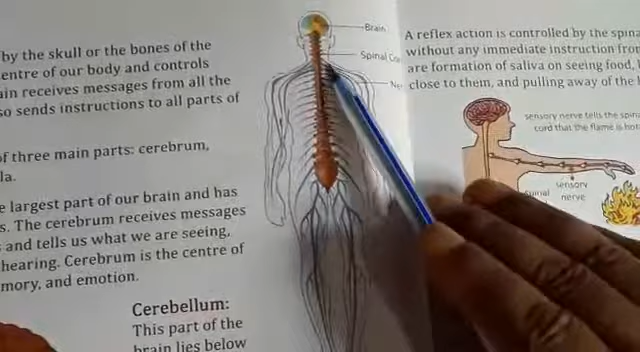 by the skull or the bones of the
entre of our body and controls
in receives messages from all the
so sends instructions to all parts of
of three main parts: cerebrum,
la.
e largest part of our brain and has
s. The cerebrum receives messages
and tells us what we are seeing,
hearing. Cerebrum is the centre of
mory, and emotion.
Cerebellum:
This part of the
brain lies below
Brain
Spinal Co
Ne
A reflex action is controlled by the spina
without any immediate instruction fro
are formation of saliva on seeing food,
close to them, and pulling away of the
sensory nerve tells the spina
cord that the flame is hot
spinal
sensory
nerve